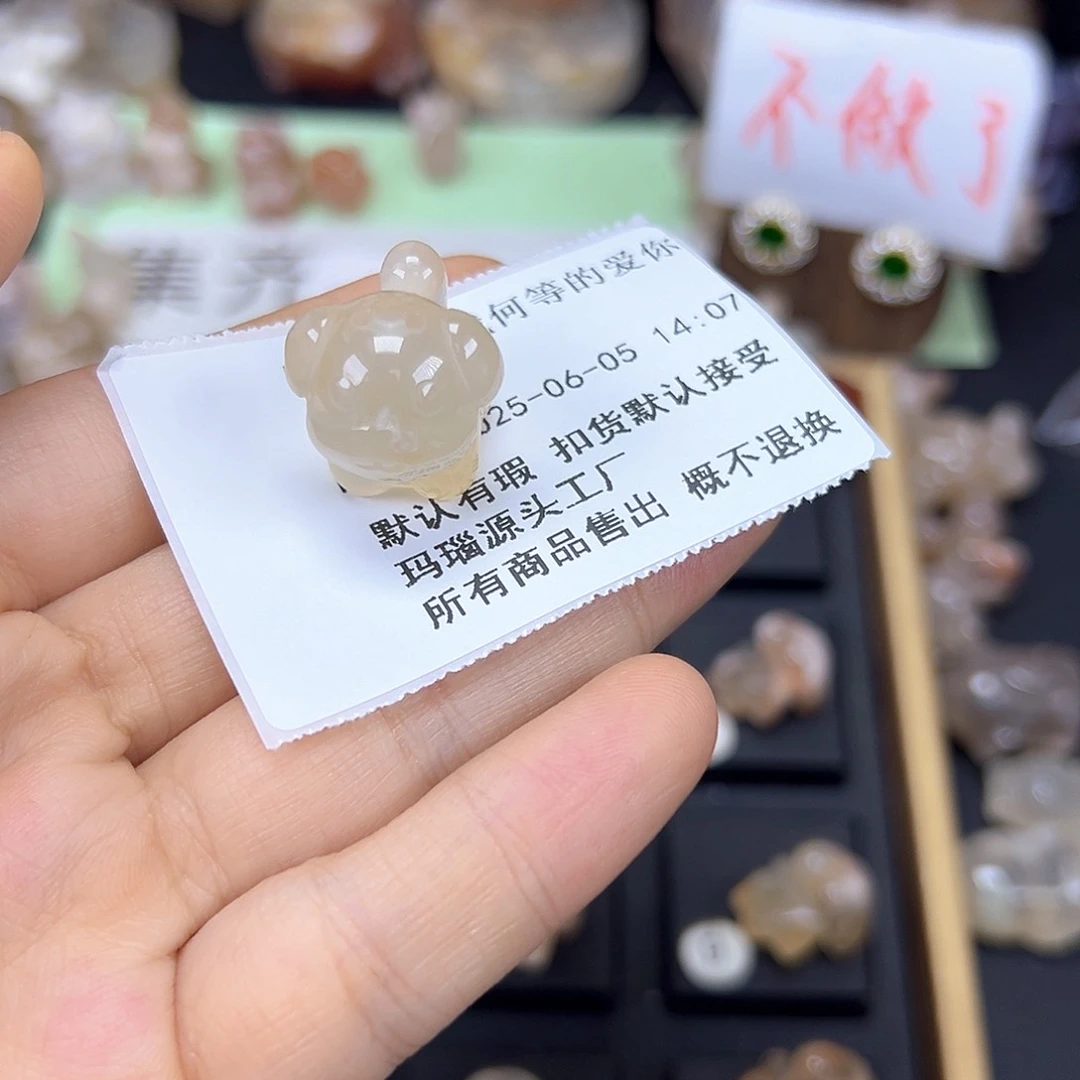 不做了
何等的爱你
025-06-05 14:07
默认有瑕 扣货默认接受
玛瑙源头工厂
所有商品售出 概不退换